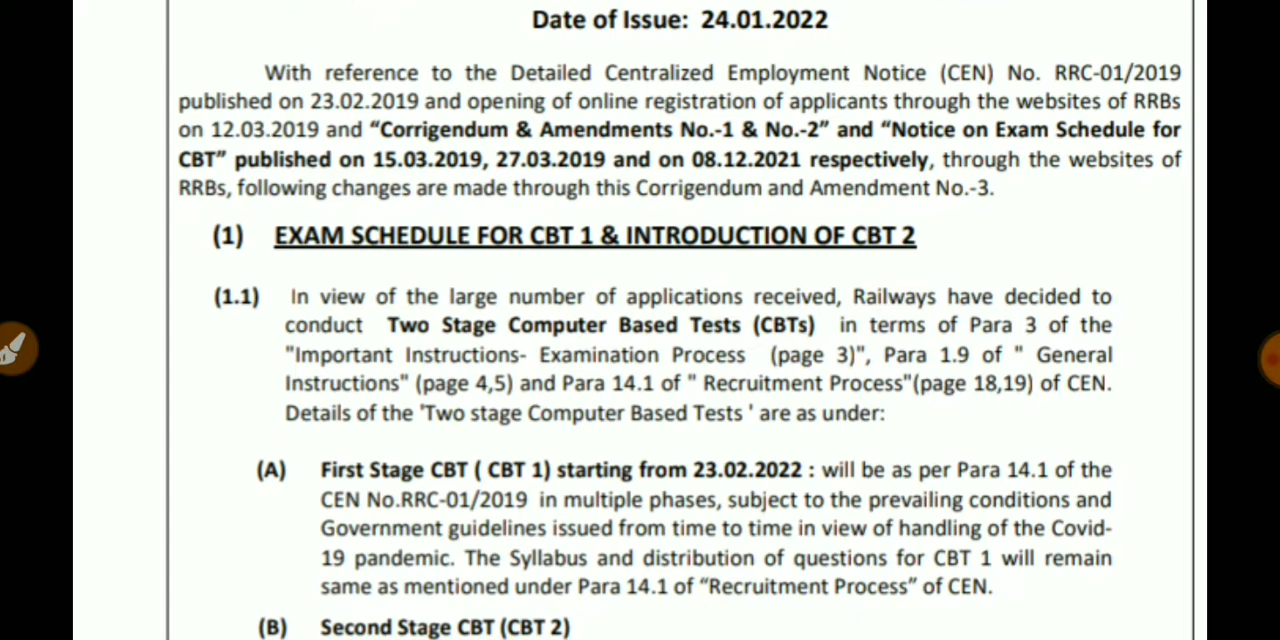 Date of Issue: 24.01.2022
With reference to the Detailed Centralized Employment Notice (CEN) No. RRC-01/2019
published on 23.02.2019 and opening of online registration of applicants through the websites of RRBs
on 12.03.2019 and “Corrigendum & Amendments No.-1 & No.-2” and “Notice on Exam Schedule for
CBT” published on 15.03.2019, 27.03.2019 and on 08.12.2021 respectively, through the websites of
RRBs, following changes are made through this Corrigendum and Amendment No.-3.
(1) EXAM SCHEDULE FOR CBT 1 & INTRODUCTION OF CBT 2
(1.1) In view of the large number of applications received, Railways have decided to
conduct Two Stage Computer Based Tests (CBTs) in terms of Para 3 of the
"Important Instructions- Examination Process (page 3)", Para 1.9 of " General
Instructions" (page 4,5) and Para 14.1 of " Recruitment Process"(page 18,19) of CEN.
Details of the 'Two stage Computer Based Tests ' are as under:
(A) First Stage CBT ( CBT 1) starting from 23.02.2022 : will be as per Para 14.1 of the
CEN No.RRC-01/2019 in multiple phases, subject to the prevailing conditions and
Government guidelines issued from time to time in view of handling of the Covid-
19 pandemic. The Syllabus and distribution of questions for CBT 1 will remain
same as mentioned under Para 14.1 of “Recruitment Process” of CEN.
(B) Second Stage CBT (CBT 2)